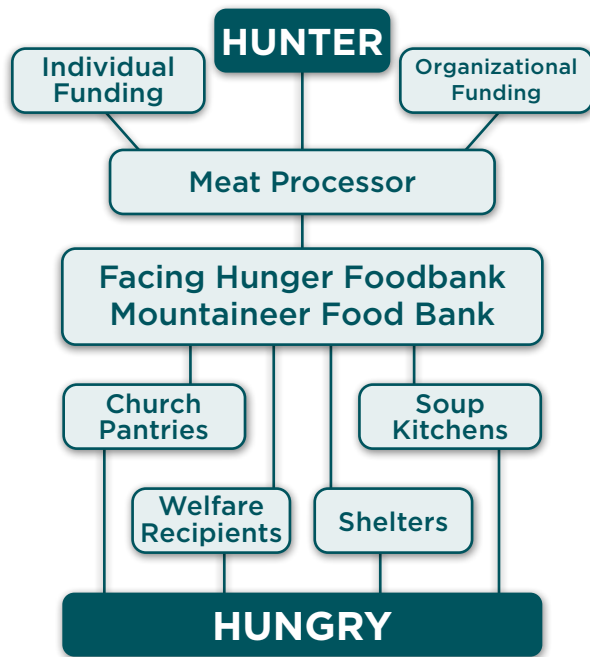 HUNTER
Individual
Funding
Organizational
Funding
Meat Processor
Facing Hunger Foodbank
Mountaineer Food Bank
Church
Pantries
Soup
Kitchens
Welfare
Recipients
Shelters
HUNGRY